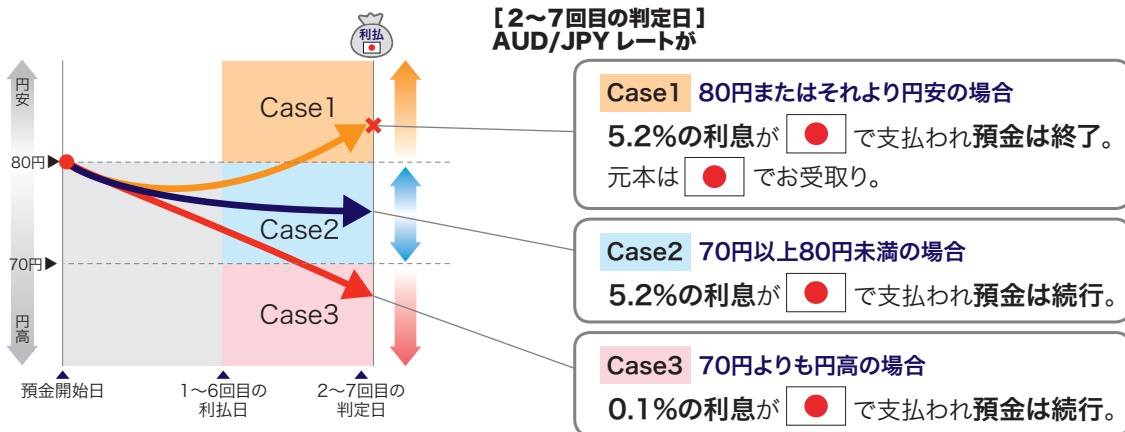 [2〜7回目の判定日]
AUD/JPYレートが
利払
円安
80円▶
70円▶
円高
Case1
Case2
Case3
預金開始日
1〜6回目の
利払日
2〜7回目の
判定日
Case1 80円またはそれより円安の場合
5.2%の利息が で支払われ預金は終了。
元本は でお受取り。
Case2 70円以上80円未満の場合
5.2%の利息が で支払われ預金は続行。
Case3 70円よりも円高の場合
0.1%の利息が で支払われ預金は続行。